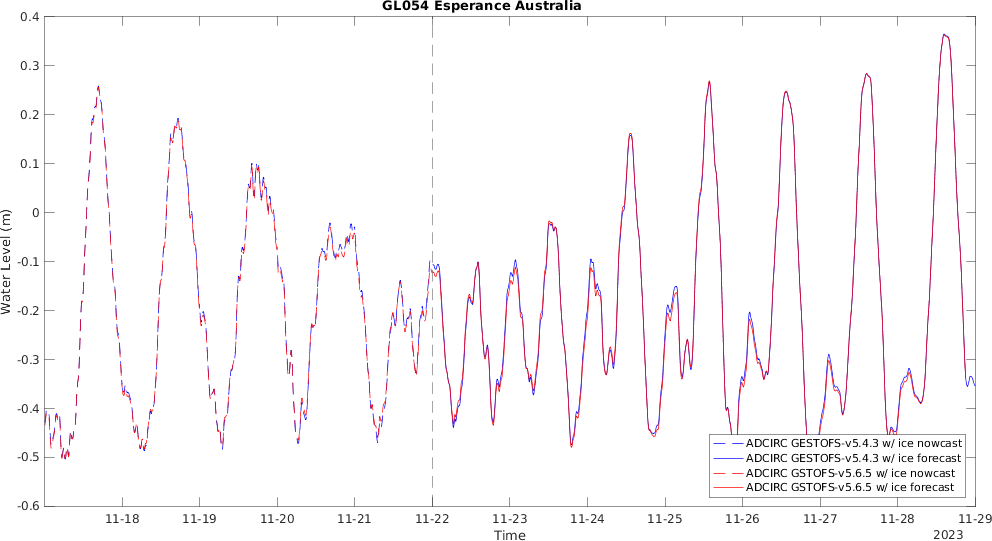 GL054 Esperance Australia
0.4
0.3
0.2
0.1
0
-0.1
-0.2
-0.3
-0.4
-0.5
-0.6
Water Level (m)
11-18 11-19 11-20 11-21 11-22 11-23 11-24 11-25 11-26 11-27 11-28 11-29
Time
2023
ADCIRC GESTOFS-v5.4.3 w/ ice nowcast
ADCIRC GESTOFS-v5.4.3 w/ ice forecast
ADCIRC GSTOFS-v5.6.5 w/ ice nowcast
ADCIRC GSTOFS-v5.6.5 w/ ice forecast